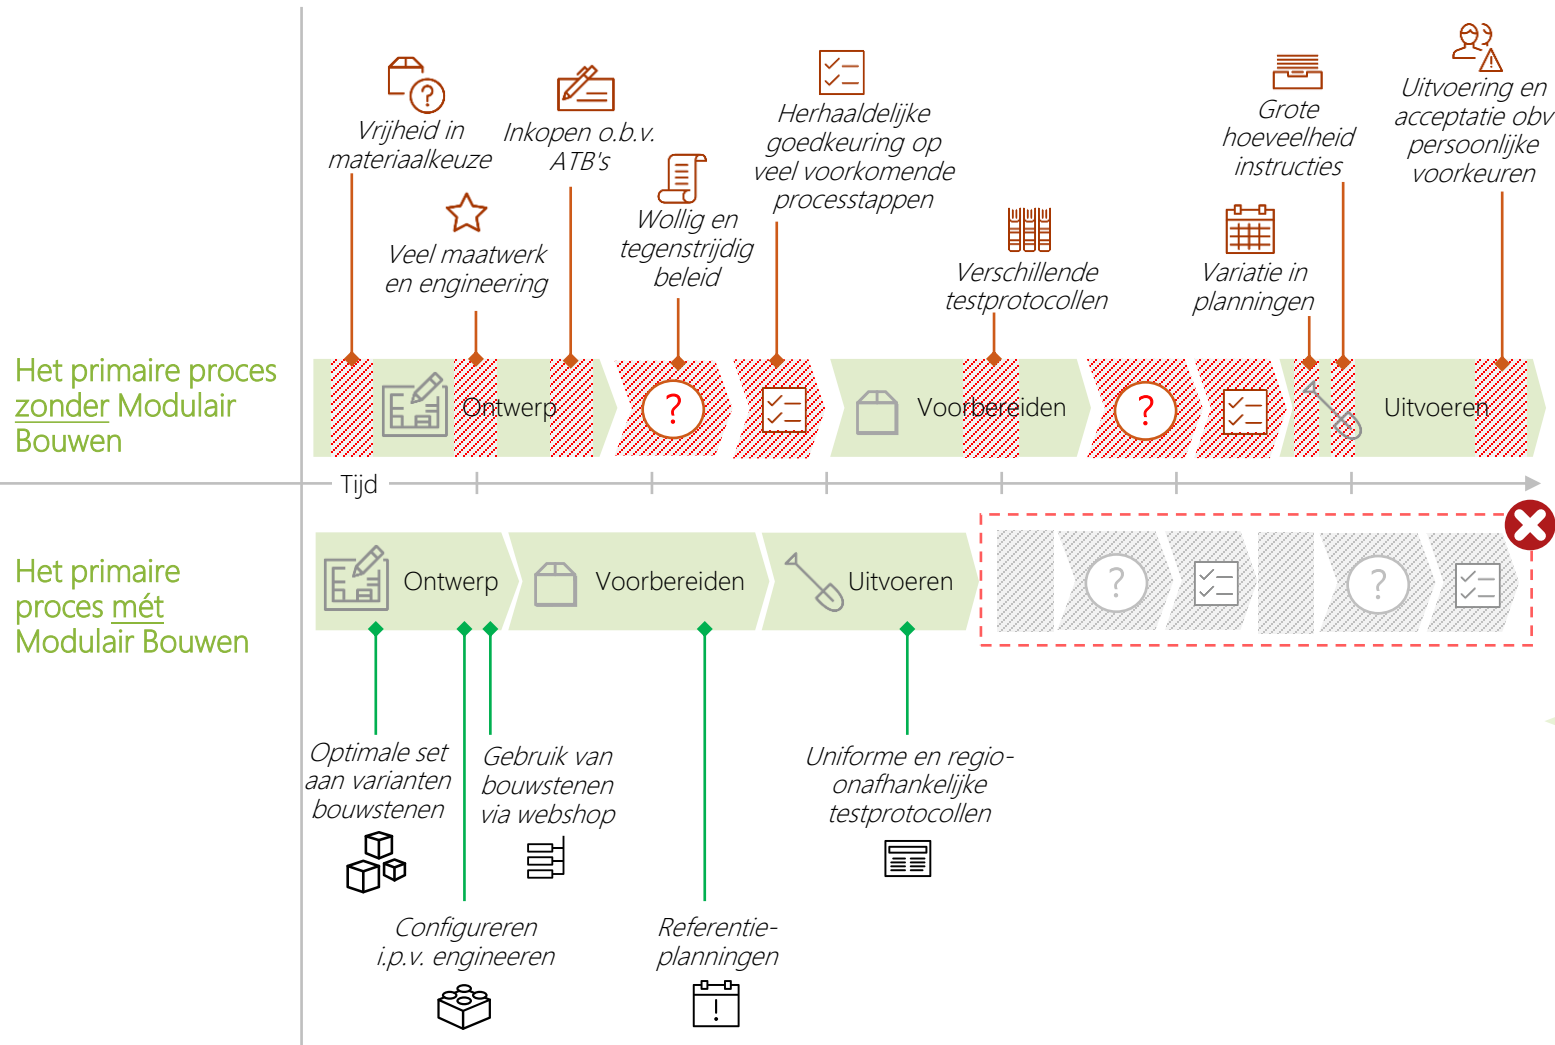 Vrijheid in
materiaalkeuze
Veel maatwerk
en engineering
Inkopen o.b.v.
ATB's
Wollig en
tegenstrijdig
beleid
Herhaaldelijke
goedkeuring op
veel voorkomende
processtappen
Verschillende
testprotocollen
Variatie in
planningen
Grote
hoeveelheid
instructies
Uitvoering en
acceptatie obv
persoonlijke
voorkeuren
Het primaire proces
zonder Modulair
Bouwen
Ontwerp
?
Voorbereiden
?
Uitvoeren
Tijd
Het primaire
proces mét
Modulair Bouwen
Ontwerp
Voorbereiden
Uitvoeren
?
?
Optimale set
aan varianten
bouwstenen
Gebruik van
bouwstenen
via webshop
Uniforme en regio-
onafhankelijke
testprotocollen
Configureren
i.p.v. engineeren
Referentie-
planningen